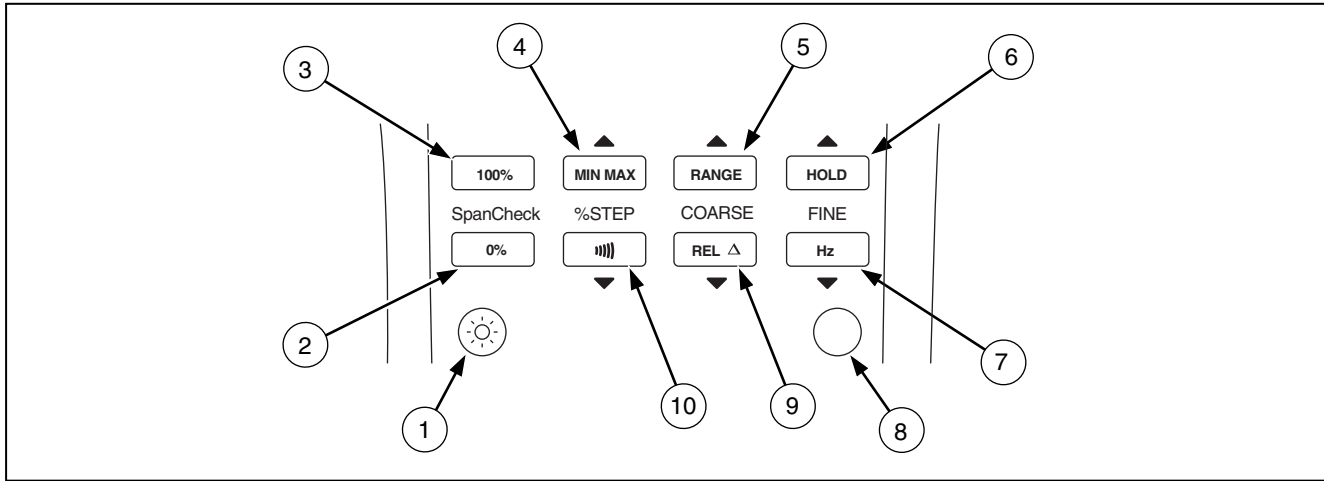 4 5
3 6
100% MIN MAX RANGE HOLD
SpanCheck %STEP COARSE FINE
0% REL Δ Hz
2 7
1 10 9 8